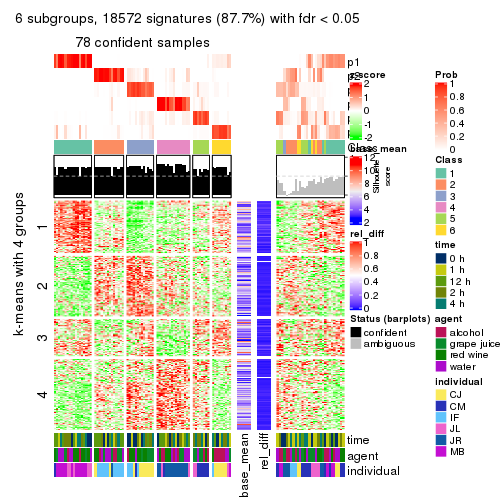 6 subgroups, 18572 signatures (87.7%) with fdr < 0.05
78 confident samples
p1
p2
Class
z-score
2
1
0
-1
-2
base_mean
12
10
8
6
4
2
Silhouette
score
rel_diff
1
0.8
0.6
0.4
0.2
0
Status (barplots)
confident
ambiguous
Prob
1
0.8
0.6
0.4
0.2
0
Class
1
2
3
4
5
6
time
0 h
1 h
12 h
2 h
4 h
agent
alcohol
grape juice
red wine
water
individual
CJ
CM
IF
JL
JR
MB
k-means with 4 groups
1
2
3
4
time
agent
individual
base_mean
rel_diff